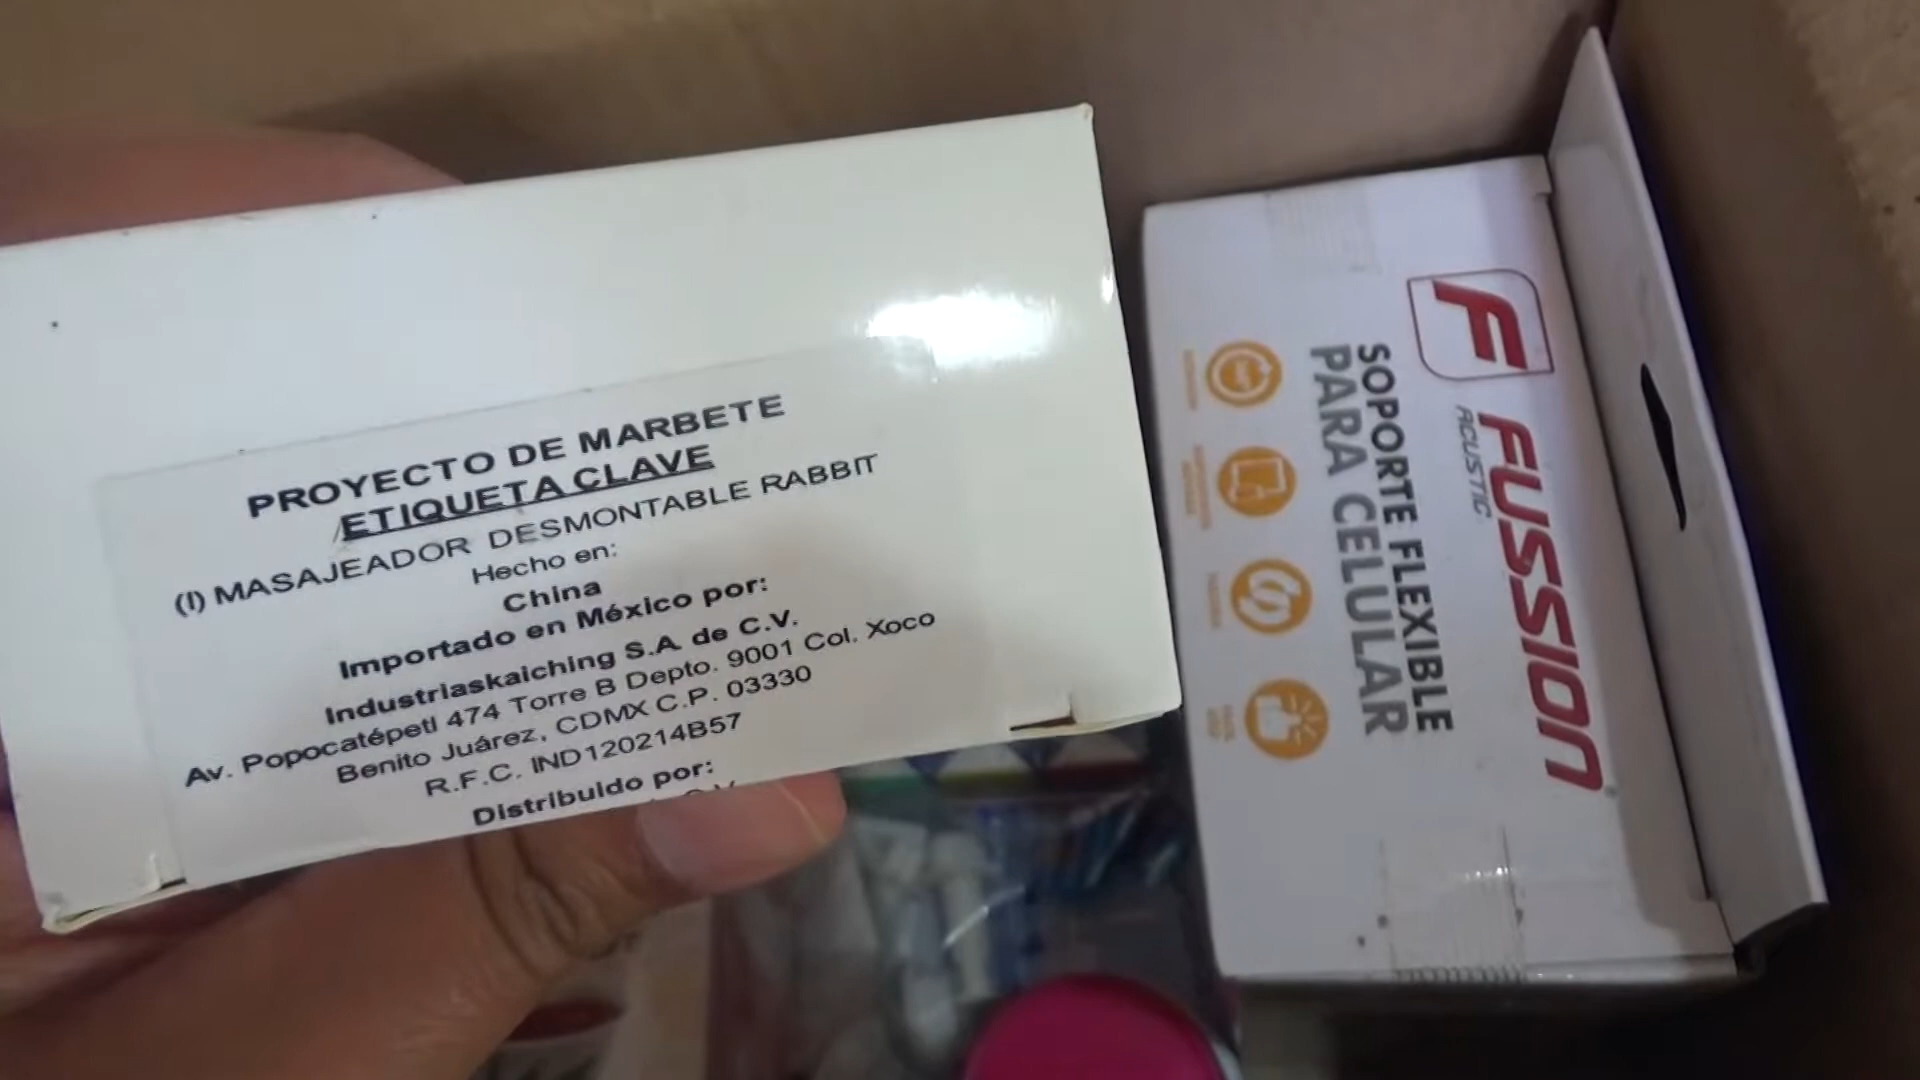 PROYECTO DE MARBETE
ETIQUETA CLAVE
(I) MASAJEADOR DESMONTABLE RABBIT
Hecho en:
China
Importado en México por:
Industriaskaiching S.A. de C.V.
Av. Popocatépetl 474 Torre B Depto. 9001 Col. Xoco
Benito Juárez, CDMX C.P. 03330
R.F.C. IND120214B57
Distribuido por:
F
FUSSION
ACUSTIC
SOPORTE FLEXIBLE
PARA CELULAR